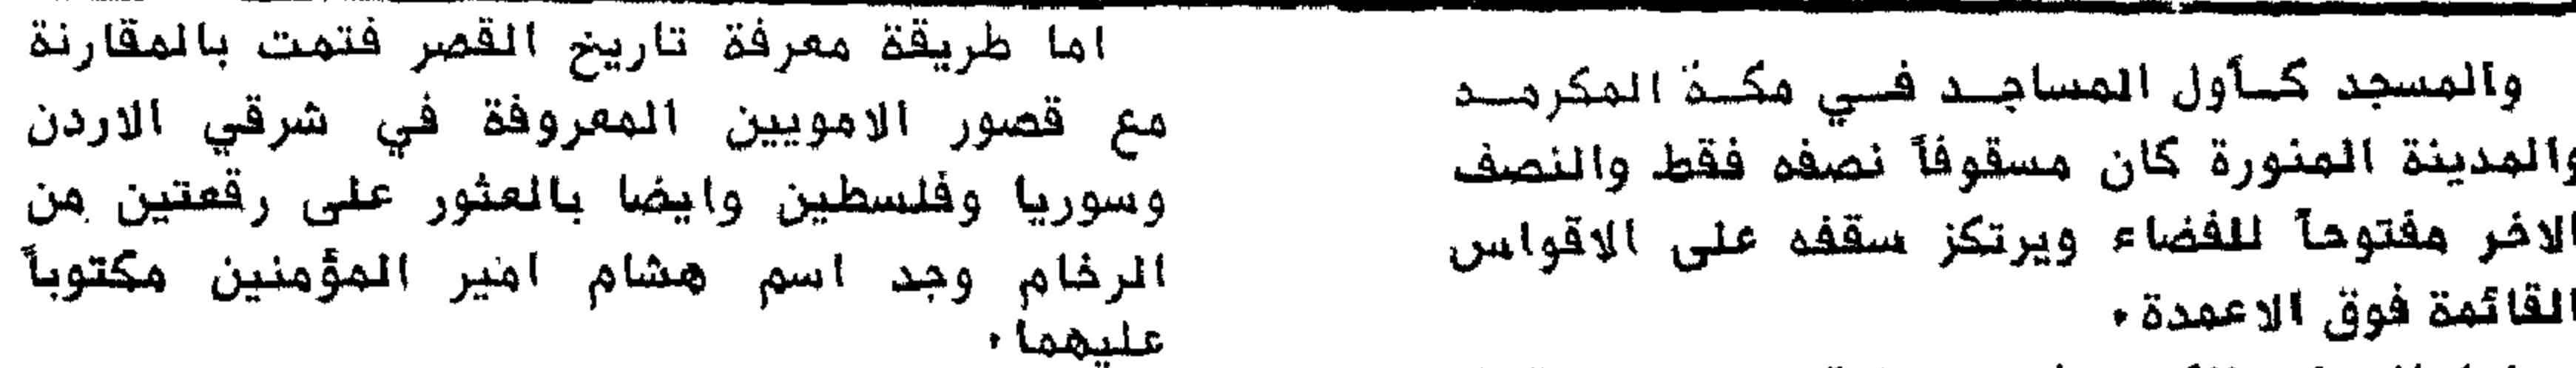 والمسجد كأول المساجد في مكة المكرمد
والمدينة المنورة كان مسقوفاً نصفه فقط والنصف
الاخر مفتوحاً للفضاء ويرتكز سقفه على الاقواس
القائمة فوق الاعمدة .
اما طريقة معرفة تاريخ القصر فتمت بالمقارنة
مع قصور الامويين المعروفة في شرقي الاردن
وسوريا وفلسطين وايضا بالعثور على رقعتين من
الرخام وجد اسم هشام امير المؤمنين مكتوباً
عليهما .